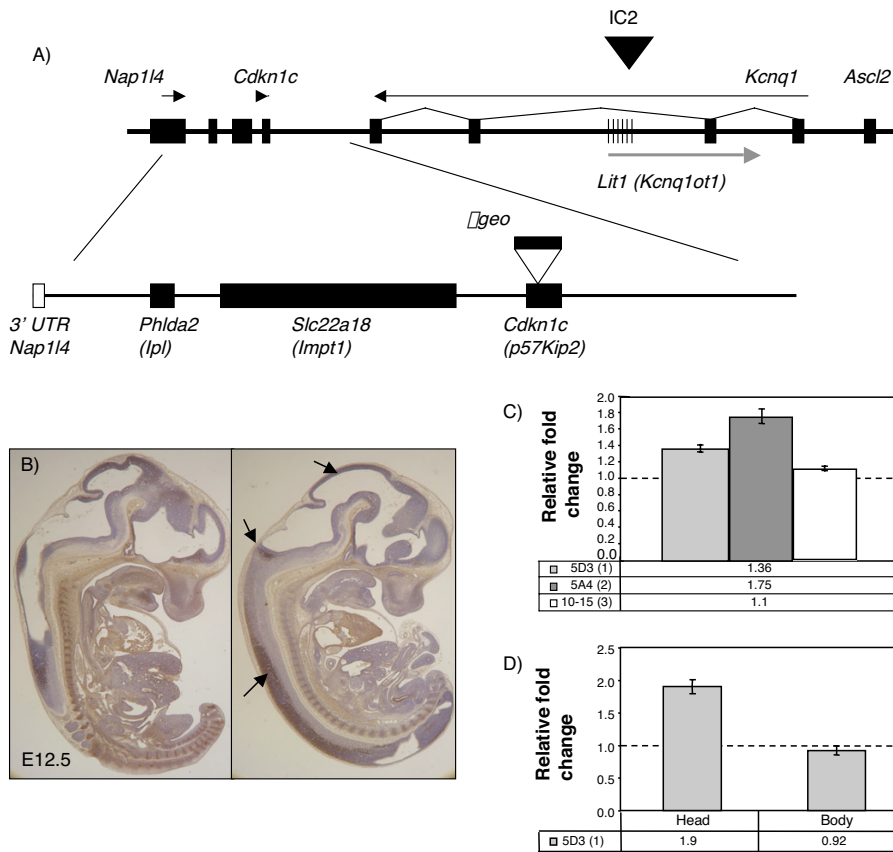 A)
IC2
Nap1l4 Cdkn1c Kcnq1 Ascl2
Lit1 (Kcnq1ot1)
▯geo
3' UTR Phlda2 Slc22a18 Cdkn1c
Nap1l4 (Ipl) (Impt1) (p57Kip2)
B)
E12.5
C)
Relative fold
change
2.0
1.8
1.6
1.4
1.2
1.0
0.8
0.6
0.4
0.2
0.0
5D3 (1) 1.36
5A4 (2) 1.75
10-15 (3) 1.1
D)
Relative fold
change
2.5
2.0
1.5
1.0
0.5
0.0
Head Body
5D3 (1) 1.9 0.92